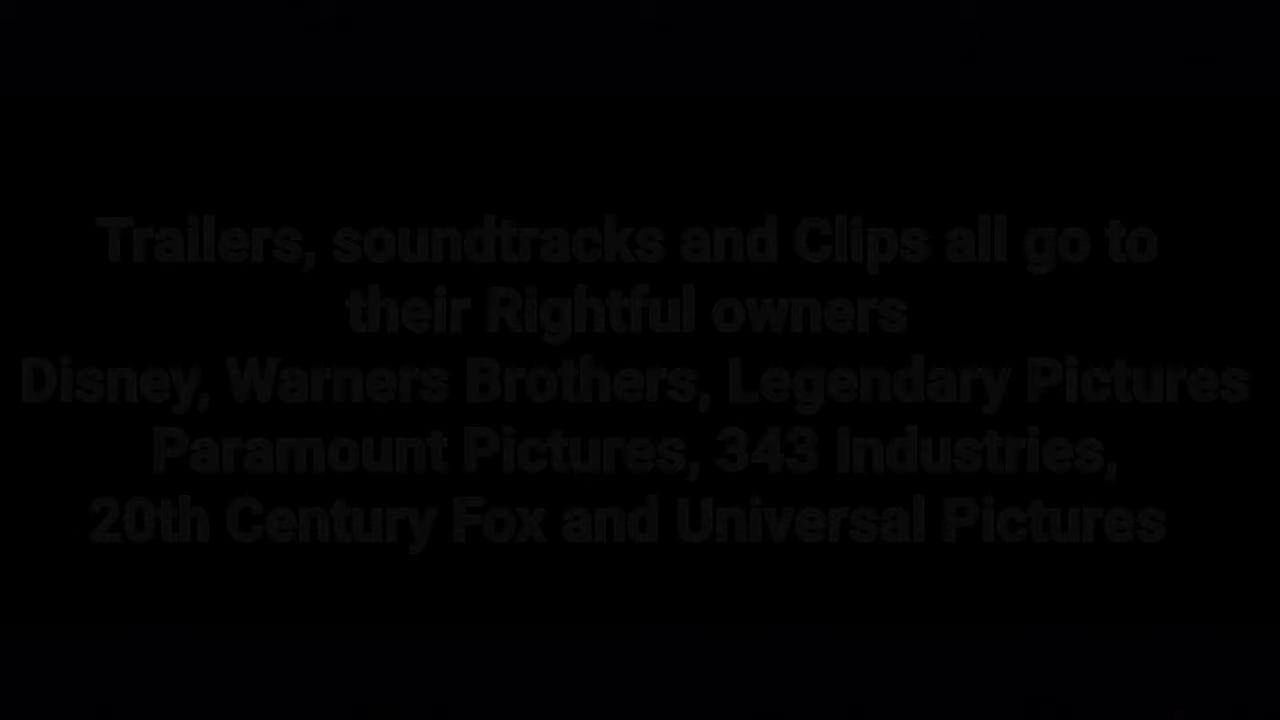 Trailers, soundtracks and Clips all go to
their Rightful owners
Disney, Warners Brothers, Legendary Pictures
Paramount Pictures, 343 Industries,
20th Century Fox and Universal Pictures